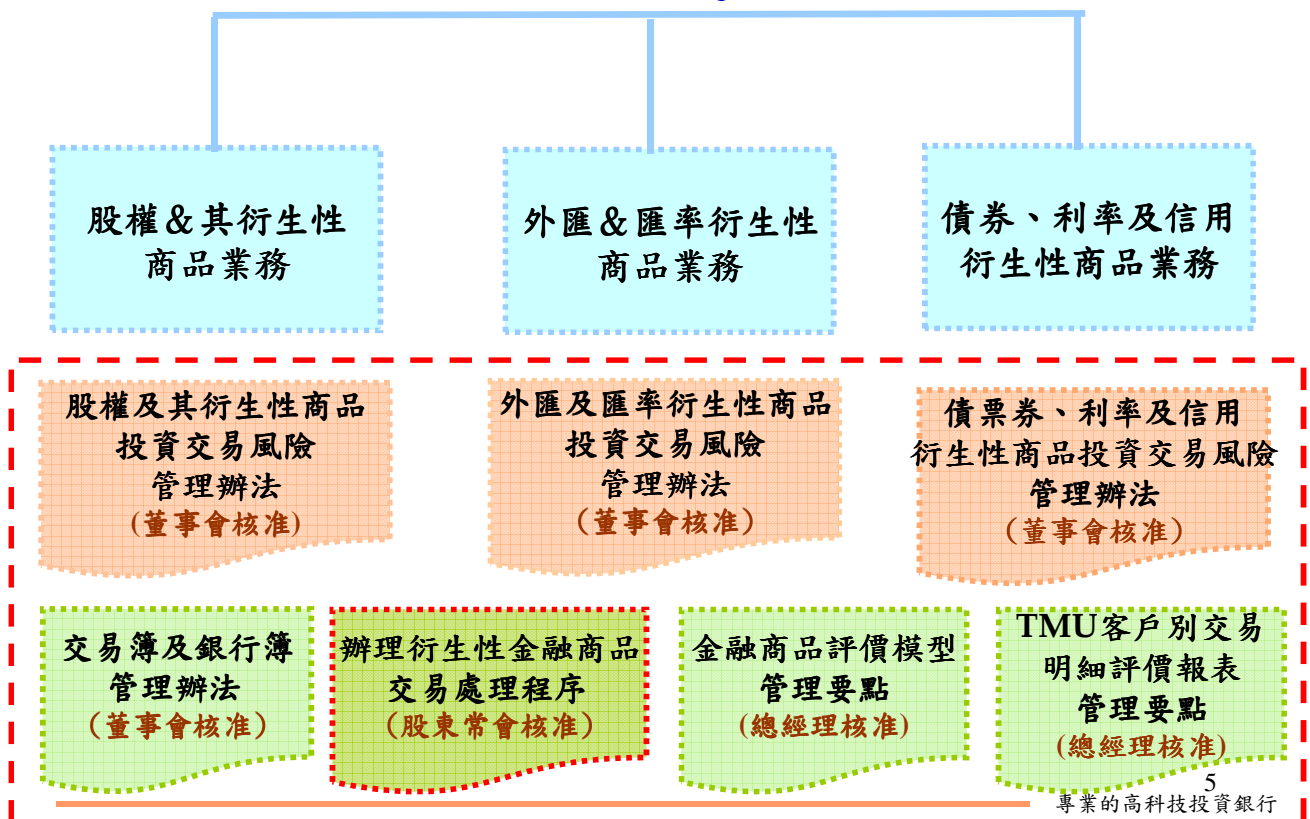 股權＆其衍生性
商品業務
外匯＆匯率衍生性
商品業務
債券、利率及信用
衍生性商品業務
股權及其衍生性商品
投資交易風險
管理辦法
(董事會核准)
外匯及匯率衍生性商品
投資交易風險
管理辦法
（董事會核准）
債票券、利率及信用
衍生性商品投資交易風險
管理辦法
（董事會核准）
交易簿及銀行簿
管理辦法
（董事會核准）
辦理衍生性金融商品
交易處理程序
（股東常會核准）
金融商品評價模型
管理要點
(總經理核准)
TMU客戶別交易
明細評價報表
管理要點
(總經理核准)
5
專業的高科技投資銀行